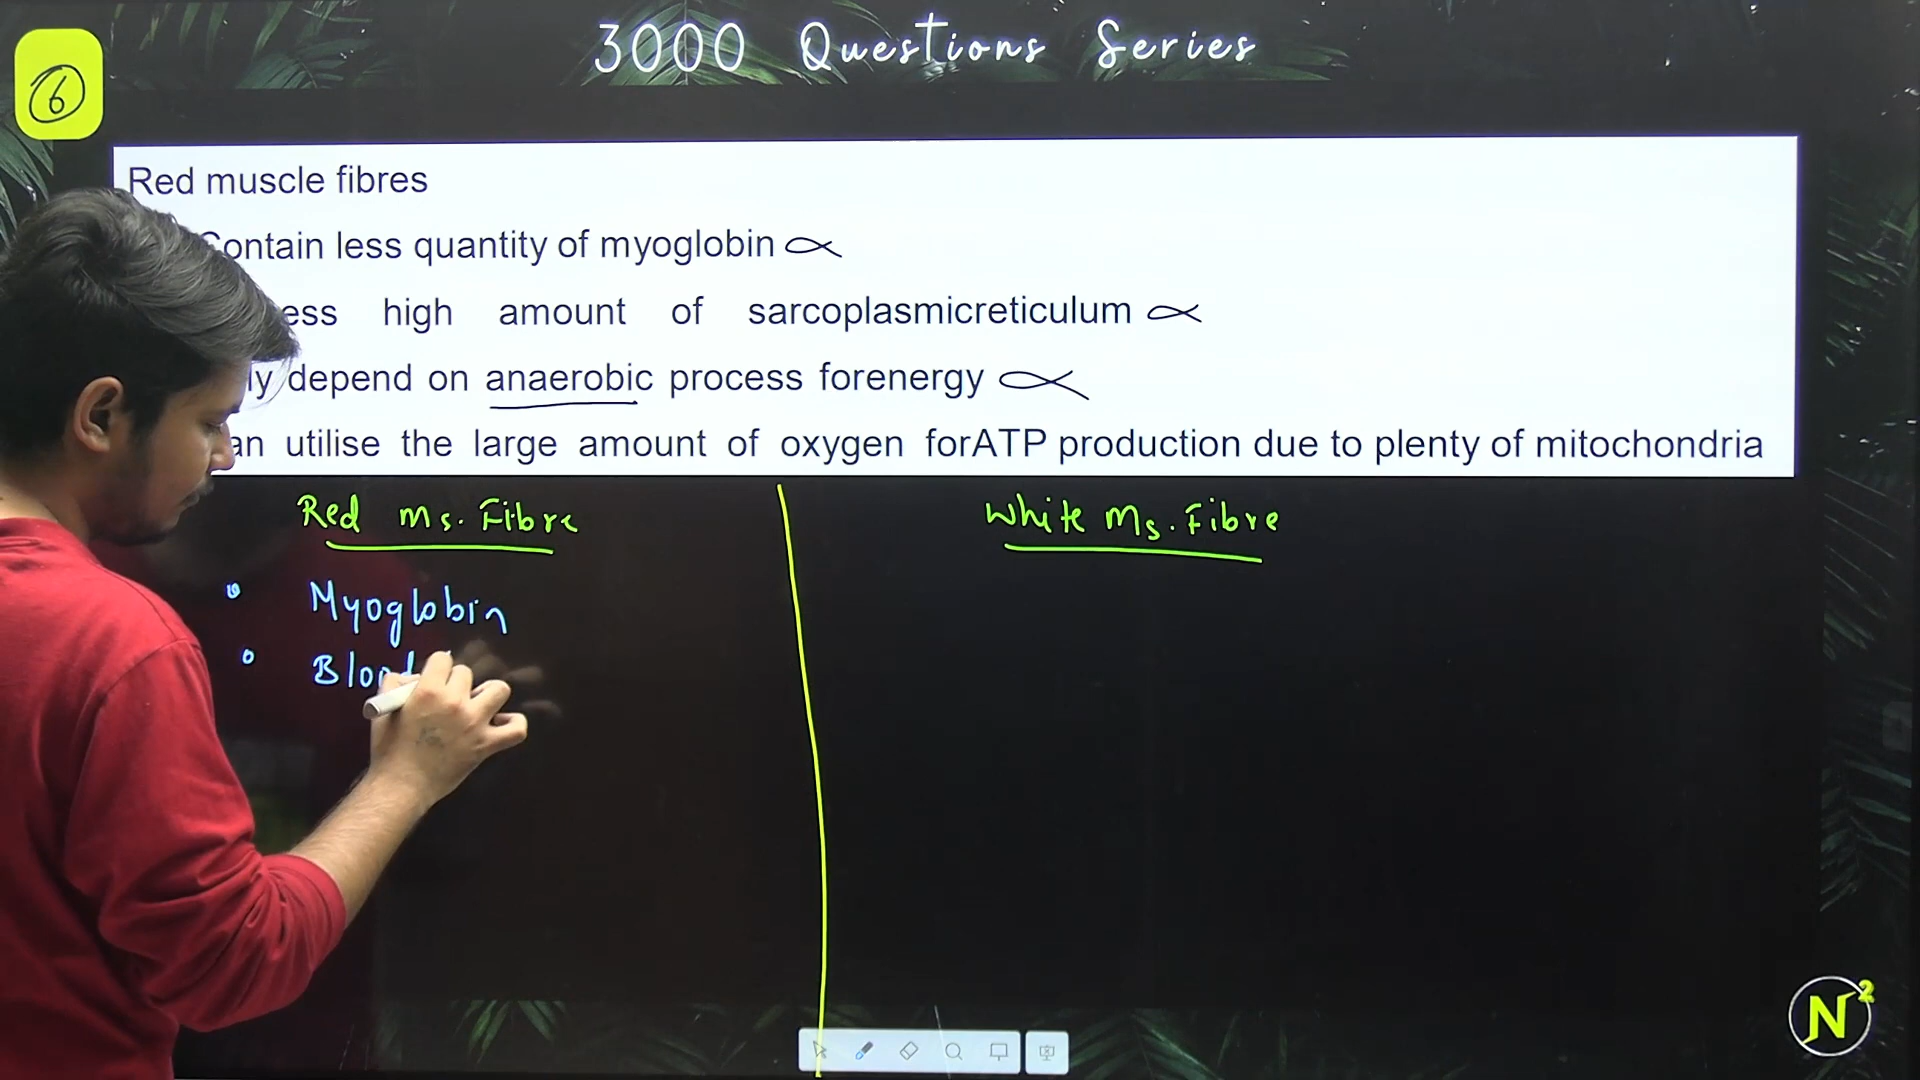 3000 Questions Series
6
Red muscle fibres
Contain less quantity of myoglobin
ess high amount of sarcoplasmicreticulum
ly depend on anaerobic process forenergy
an utilise the large amount of oxygen forATP production due to plenty of mitochondria
Red Ms. Fibre
White Ms. Fibre
Myoglobin
Blood
N2